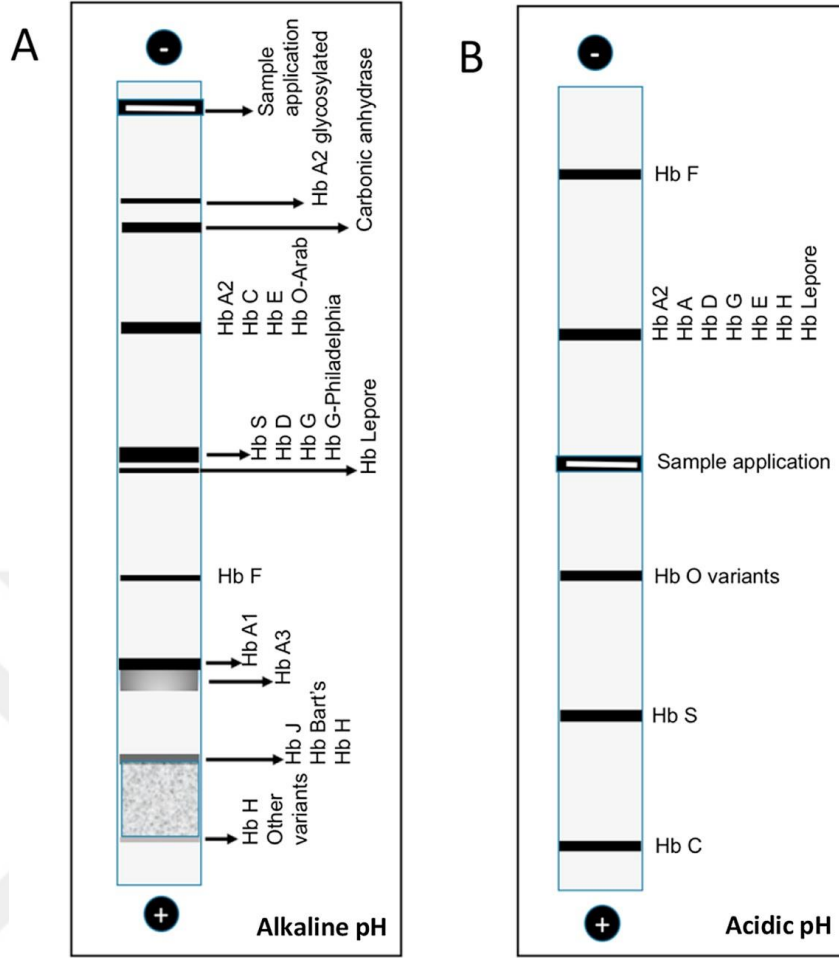 A
-
Sample
application
Hb A2 glycosylated
Carbonic anhydrase
Hb A2
Hb C
Hb E
Hb O-Arab
Hb S
Hb D
Hb G
Hb G-Philadelphia
Hb Lepore
Hb F
Hb A1
Hb A3
Hb J
Hb Bart's
Hb H
Hb H
Other
variants
+
Alkaline pH
B
-
Hb F
Hb A2
Hb A
Hb D
Hb G
Hb E
Hb H
Hb Lepore
Sample application
Hb O variants
Hb S
Hb C
+
Acidic pH